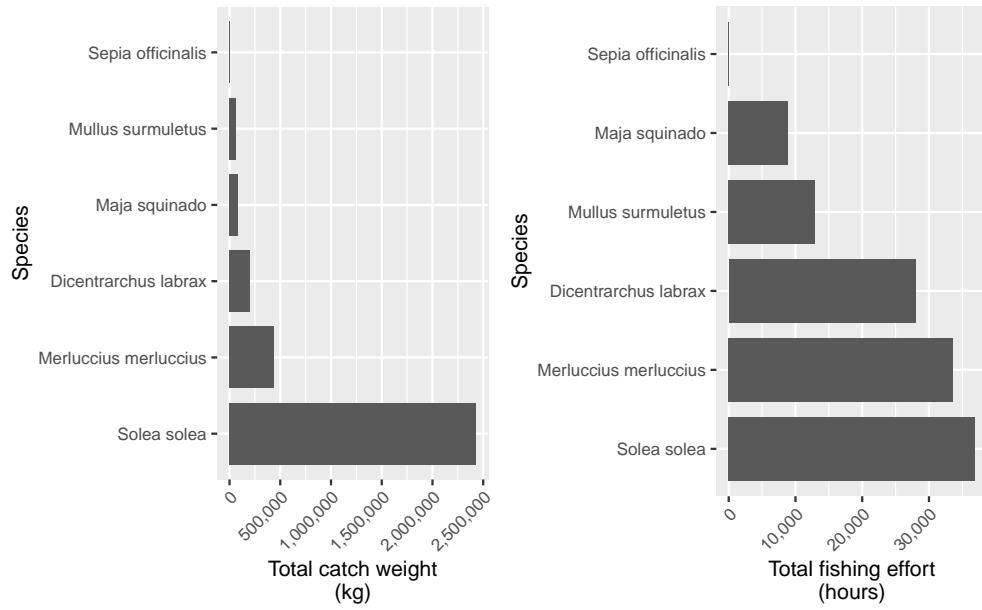 Species
Sepia officinalis
Mullus surmuletus
Maja squinado
Dicentrarchus labrax
Merluccius merluccius
Solea solea
0
500,000
1,000,000
1,500,000
2,000,000
2,500,000
Total catch weight
(kg)
Species
Sepia officinalis
Maja squinado
Mullus surmuletus
Dicentrarchus labrax
Merluccius merluccius
Solea solea
0
10,000
20,000
30,000
Total fishing effort
(hours)